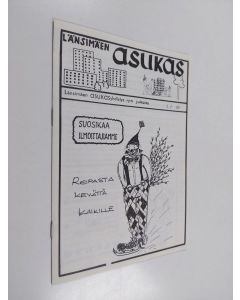 LÄNSIMÄEN
ASUKAS
Länsimäen ASUKASyhdistys ry:n julkaisu
SUOSIKAA
ILMOITTAJIAMME
REIPASTA
KEVÄTTÄ
KAIKILLE